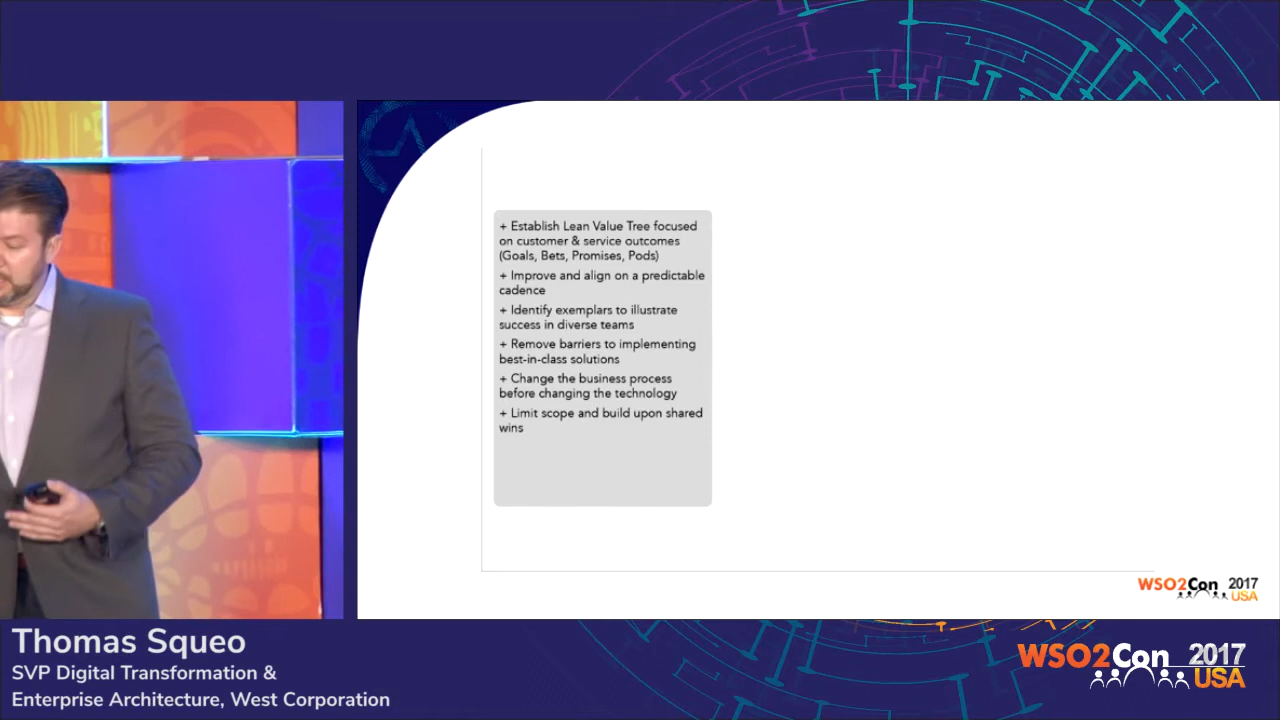 + Establish Lean Value Tree focused
on customer & service outcomes
(Goals, Bets, Promises, Pods)
+ Improve and align on a predictable
cadence
+ Identify exemplars to illustrate
success in diverse teams
+ Remove barriers to implementing
best-in-class solutions
+ Change the business process
before changing the technology
+ Limit scope and build upon shared
wins
WSO2Con 2017
USA
Thomas Squeo
SVP Digital Transformation &
Enterprise Architecture, West Corporation
WSO2Con 2017
USA